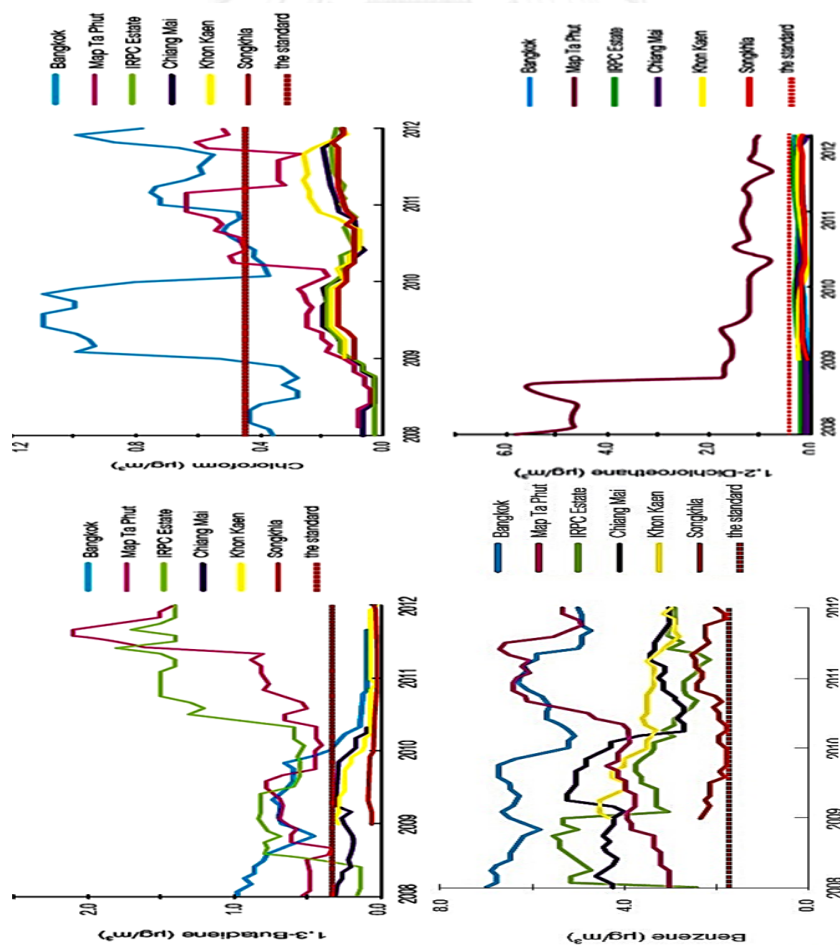 Chloroform (µg/m³)
1.2
0.8
0.0
2008
2009
2010
2011
2012
Bangkok
Map Ta Phut
IRPC Estate
Chiang Mai
Khon Kaen
Songkhla
the standard
1,2-Dichloroethane (µg/m³)
6.0
4.0
2.0
0.0
2008
2009
2010
2011
2012
Bangkok
Map Ta Phut
IRPC Estate
Chiang Mai
Khon Kaen
Songkhla
the standard
1,3-Butadiene (µg/m³)
2.0
1.0
0.0
2008
2009
2010
2011
2012
Bangkok
Map Ta Phut
IRPC Estate
Chiang Mai
Khon Kaen
Songkhla
the standard
Benzene (µg/m³)
8.0
6.0
4.0
2.0
0.0
2008
2009
2010
2011
2012
Bangkok
Map Ta Phut
IRPC Estate
Chiang Mai
Khon Kaen
Songkhla
the standard